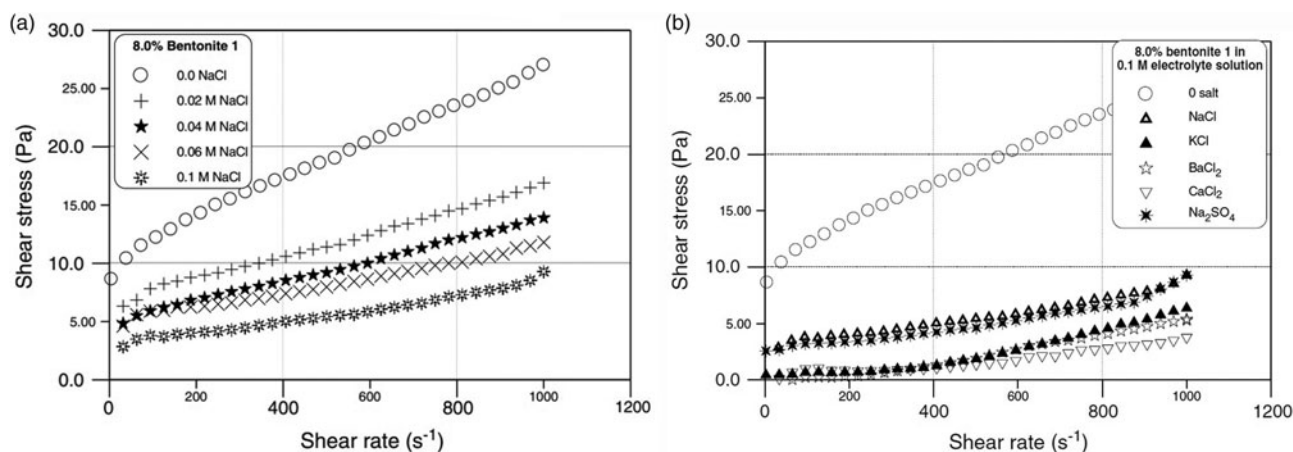 (a)
30.0
25.00
20.0
15.00
10.0
5.00
0.0
Shear stress (Pa)
8.0% Bentonite 1
0.0 NaCl
0.02 M NaCl
0.04 M NaCl
0.06 M NaCl
0.1 M NaCl
0
200
400
600
800
1000
1200
Shear rate (s⁻¹)
(b)
30.0
25.00
20.0
15.00
10.0
5.00
0.0
Shear stress (Pa)
8.0% bentonite 1 in
0.1 M electrolyte solution
0 salt
NaCl
KCl
BaCl₂
CaCl₂
Na₂SO₄
0
200
400
600
800
1000
1200
Shear rate (s⁻¹)